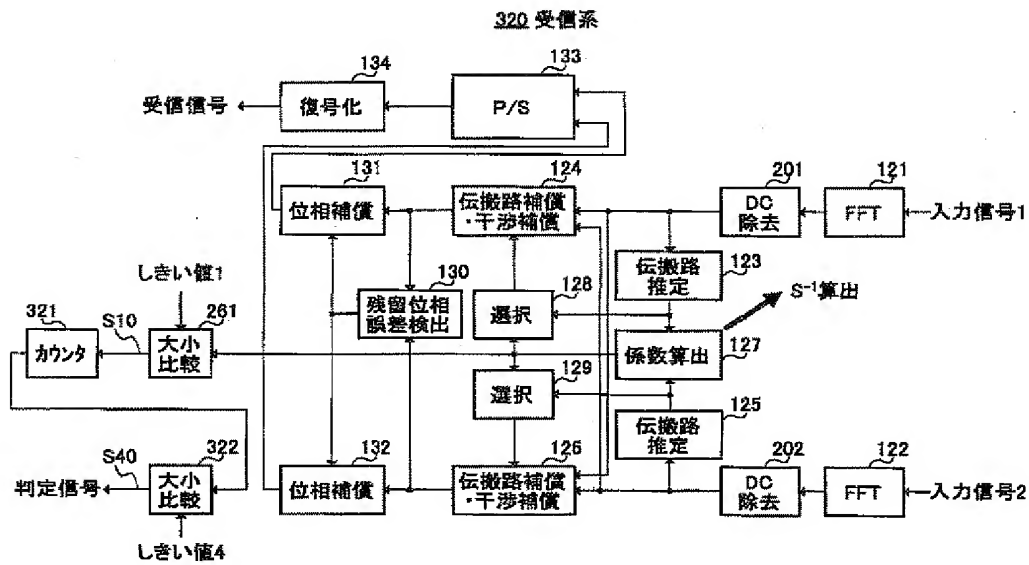 320 受信系
134
133
受信信号
復号化
P/S
131
124
201
121
位相補償
伝搬路補償
・干渉補償
DC
除去
FFT
入力信号1
123
伝搬路
推定
しきい値1
130
128
S-1算出
321
S10
261
残留位相
誤差検出
選択
カウンタ
大小
比較
係数算出
127
129
選択
125
伝搬路
推定
S40
322
132
126
202
122
判定信号
大小
比較
位相補償
伝搬路補償
・干渉補償
DC
除去
FFT
入力信号2
しきい値4